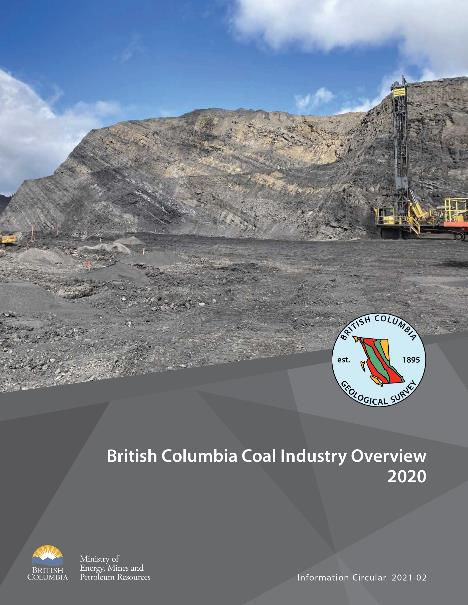 BRITISH COLUMBIA
est. 1895
GEOLOGICAL SURVEY
British Columbia Coal Industry Overview
2020
BRITISH
COLUMBIA
Ministry of
Energy, Mines and
Petroleum Resources
Information Circular 2021-02